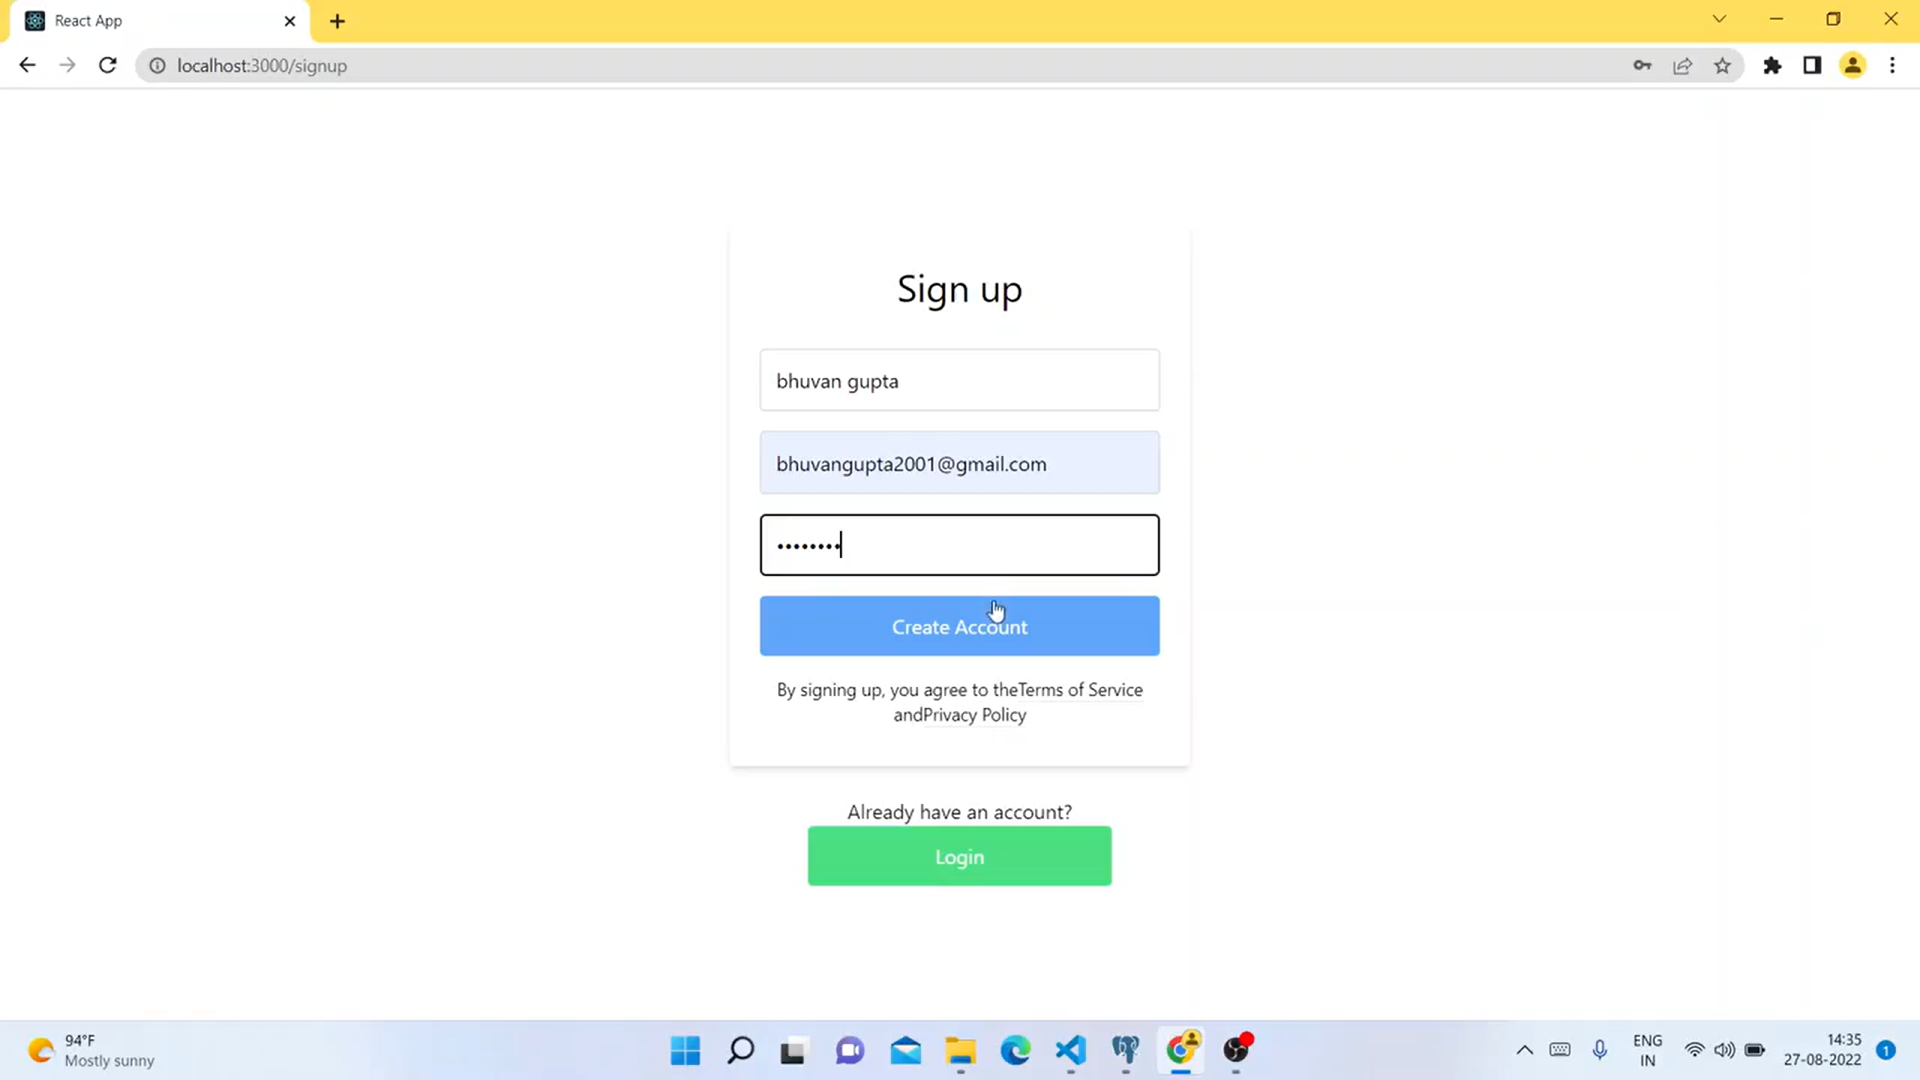 React App
localhost:3000/signup
Sign up
bhuvan gupta
bhuvangupta2001@gmail.com
••••••••
Create Account
By signing up, you agree to theTerms of Service
andPrivacy Policy
Already have an account?
Login
94°F
Mostly sunny
ENG
IN
14:35
27-08-2022
1